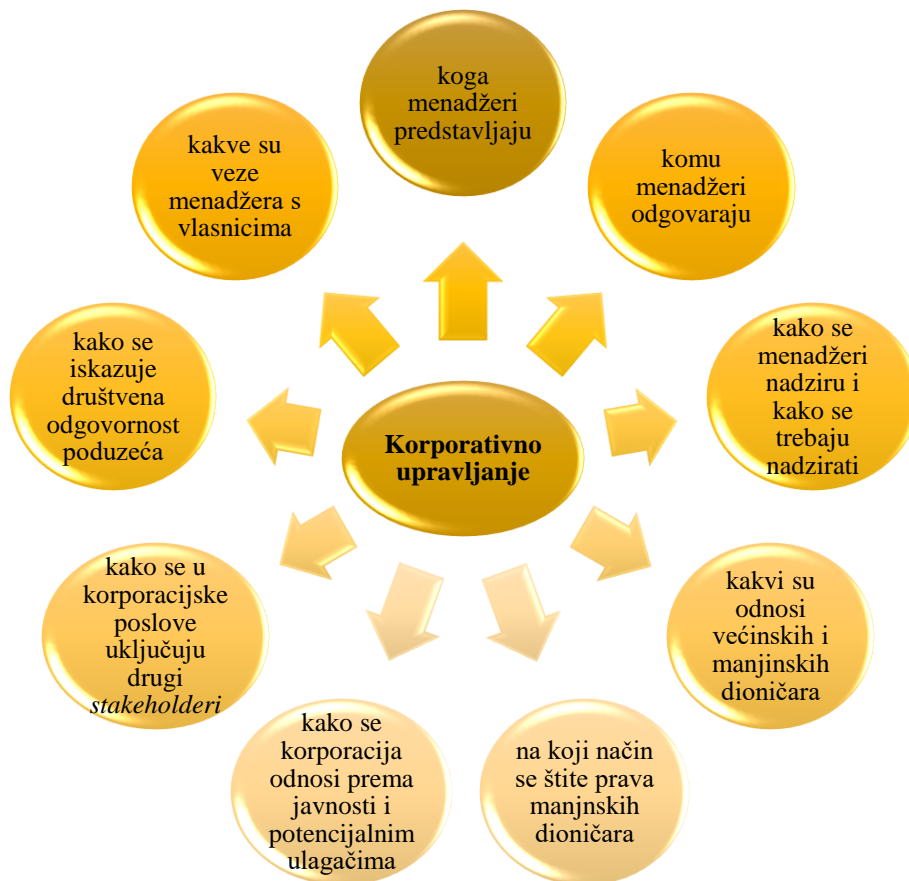 koga
menadžeri
predstavljaju
komu
menadžeri
odgovaraju
kako se
menadžeri
nadziru i
kako se
trebaju
nadzirati
kakvi su
odnosi
većinskih i
manjinskih
dioničara
na koji način
se štite prava
manjnskih
dioničara
kako se
korporacija
odnosi prema
javnosti i
potencijalnim
ulagačima
kako se u
korporacijske
poslove
uključuju
drugi
stakeholderi
kako se
iskazuje
društvena
odgovornost
poduzeća
kakve su
veze
menadžera s
vlasnicima
Korporativno
upravljanje